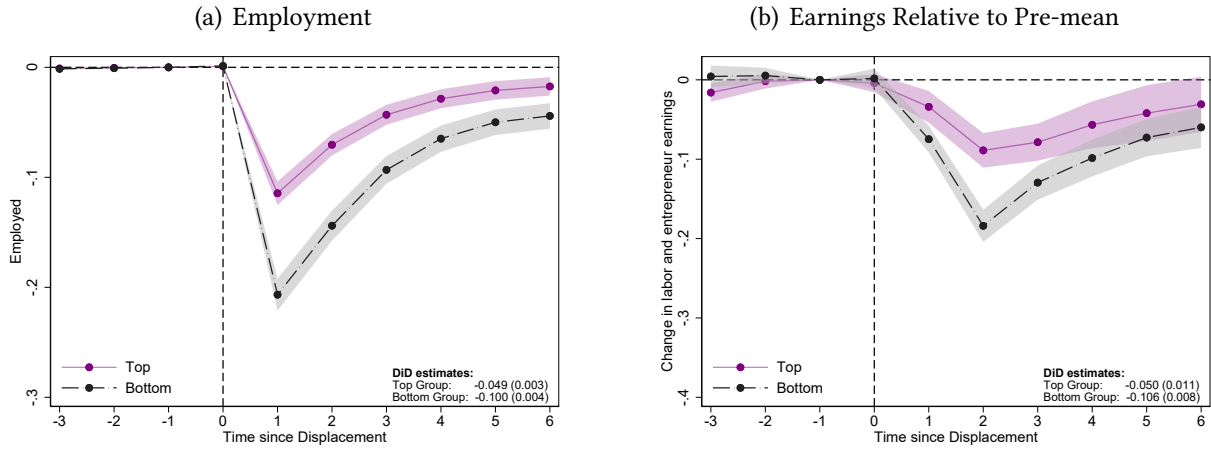 (a) Employment
0
-.1
-.2
-.3
Employed
Top
Bottom
DiD estimates:
Top Group: -0.049 (0.003)
Bottom Group: -0.100 (0.004)
-3 -2 -1 0 1 2 3 4 5 6
Time since Displacement
(b) Earnings Relative to Pre-mean
0
-.1
-.2
-.3
-.4
Change in labor and entrepreneur earnings
Top
Bottom
DiD estimates:
Top Group: -0.050 (0.011)
Bottom Group: -0.106 (0.008)
-3 -2 -1 0 1 2 3 4 5 6
Time since Displacement